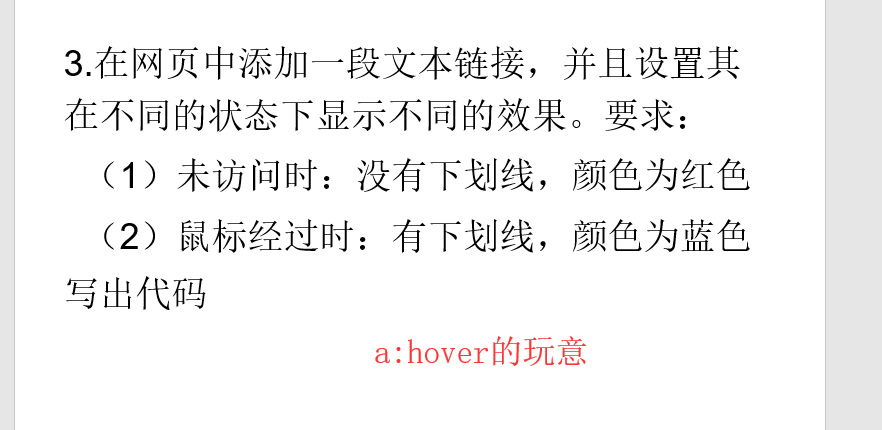 3.在网页中添加一段文本链接，并且设置其
在不同的状态下显示不同的效果。要求：
（1）未访问时：没有下划线，颜色为红色
（2）鼠标经过时：有下划线，颜色为蓝色
写出代码
a:hover的玩意